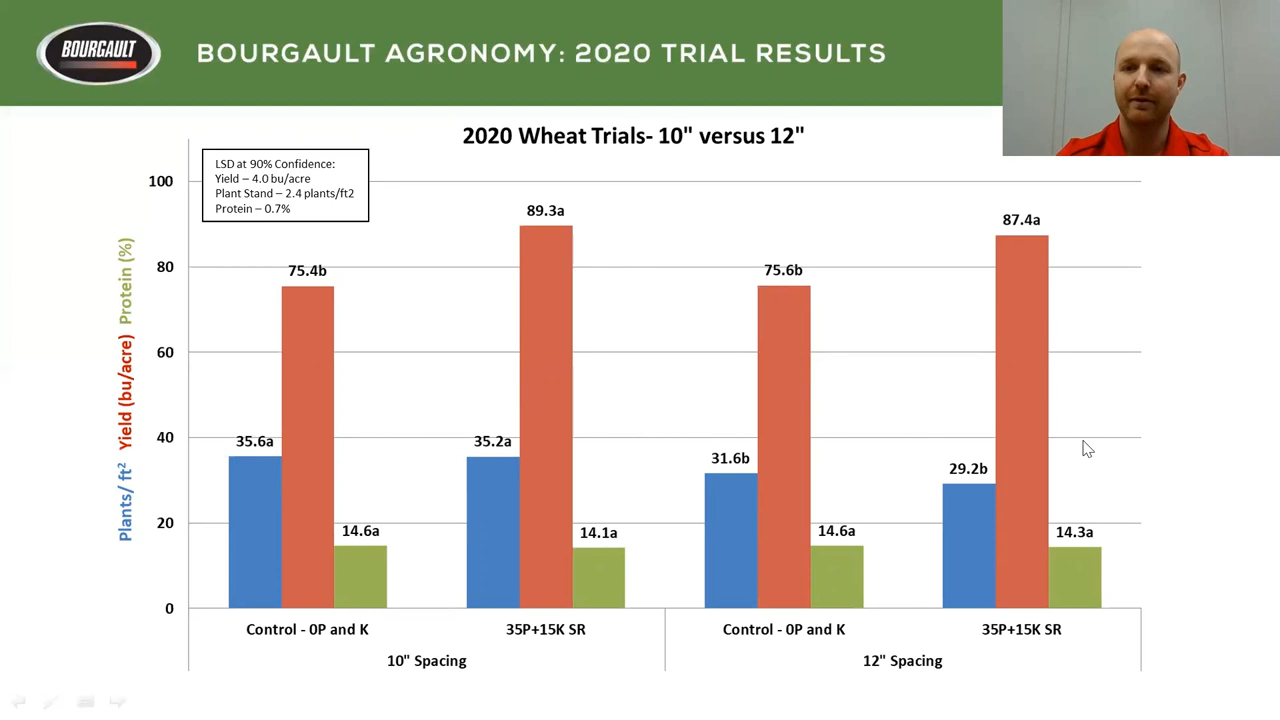 BOURGAULT
BOURGAULT AGRONOMY: 2020 TRIAL RESULTS
2020 Wheat Trials- 10" versus 12"
LSD at 90% Confidence:
Yield – 4.0 bu/acre
Plant Stand – 2.4 plants/ft2
Protein – 0.7%
Plants/ ft² Yield (bu/acre) Protein (%)
100
80
60
40
20
0
35.6a
75.4b
14.6a
35.2a
89.3a
14.1a
31.6b
75.6b
14.6a
29.2b
87.4a
14.3a
Control - 0P and K
35P+15K SR
Control - 0P and K
35P+15K SR
10" Spacing
12" Spacing